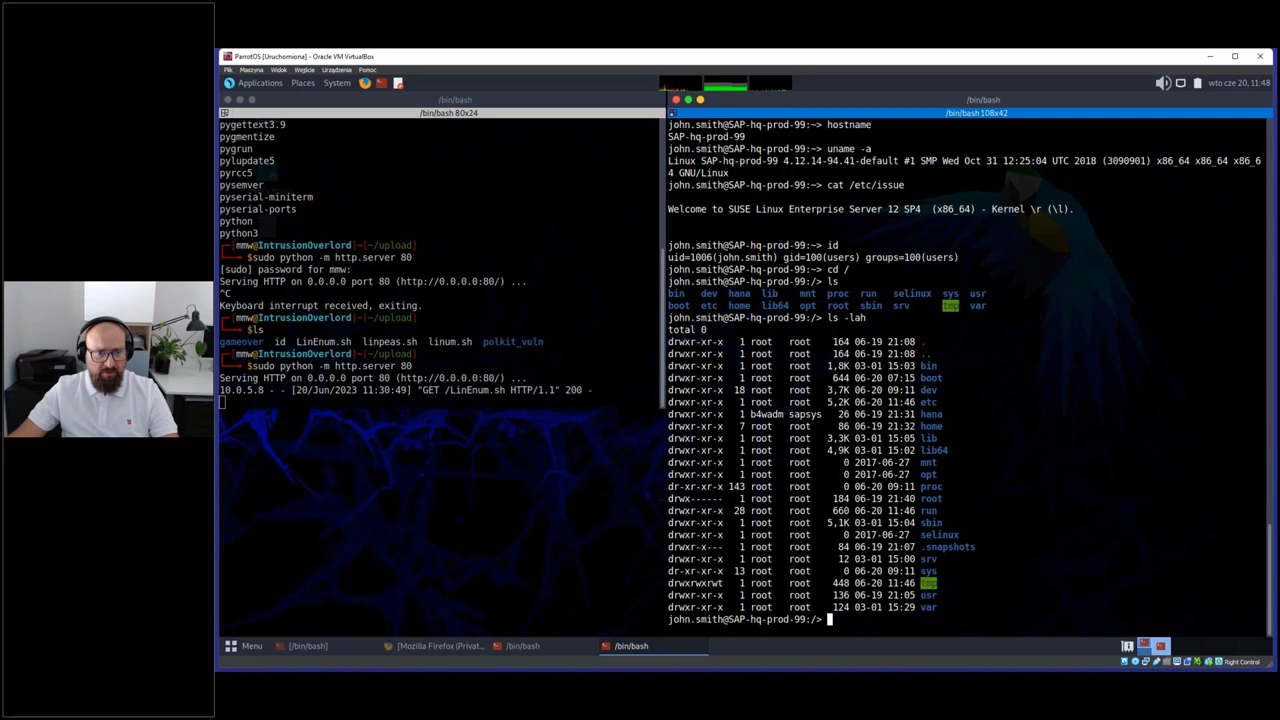 ParrotOS [Uruchomiona] - Oracle VM VirtualBox
Plik Maszyna Widok Wejście Urządzenia Pomoc
Applications Places System
wto cze 20, 11:48
/bin/bash
/bin/bash 80x24
pygettext3.9
pygmentize
pygrun
pylupdate5
pyrcc5
pysemver
pyserial-miniterm
pyserial-ports
python
python3
┌─[mmw@IntrusionOverlord]─[~/upload]
└──╼ $sudo python -m http.server 80
[sudo] password for mmw:
Serving HTTP on 0.0.0.0 port 80 (http://0.0.0.0:80/) ...
^C
Keyboard interrupt received, exiting.
┌─[mmw@IntrusionOverlord]─[~/upload]
└──╼ $ls
gameover id LinEnum.sh linpeas.sh linum.sh polkit_vuln
┌─[mmw@IntrusionOverlord]─[~/upload]
└──╼ $sudo python -m http.server 80
Serving HTTP on 0.0.0.0 port 80 (http://0.0.0.0:80/) ...
10.0.5.8 - - [20/Jun/2023 11:30:49] "GET /LinEnum.sh HTTP/1.1" 200 -
/bin/bash
/bin/bash 108x42
john.smith@SAP-hq-prod-99:~> hostname
SAP-hq-prod-99
john.smith@SAP-hq-prod-99:~> uname -a
Linux SAP-hq-prod-99 4.12.14-94.41-default #1 SMP Wed Oct 31 12:25:04 UTC 2018 (3090901) x86_64 x86_64 x86_6
4 GNU/Linux
john.smith@SAP-hq-prod-99:~> cat /etc/issue
Welcome to SUSE Linux Enterprise Server 12 SP4 (x86_64) - Kernel \r (\l).
john.smith@SAP-hq-prod-99:~> id
uid=1006(john.smith) gid=100(users) groups=100(users)
john.smith@SAP-hq-prod-99:~> cd /
john.smith@SAP-hq-prod-99:/> ls
bin dev hana lib mnt proc run selinux sys usr
boot etc home lib64 opt root sbin srv tmp var
john.smith@SAP-hq-prod-99:/> ls -lah
total 0
drwxr-xr-x 1 root root 164 06-19 21:08 .
drwxr-xr-x 1 root root 164 06-19 21:08 ..
drwxr-xr-x 1 root root 1,8K 03-01 15:03 bin
drwxr-xr-x 1 root root 644 06-20 07:15 boot
drwxr-xr-x 18 root root 3,7K 06-20 09:11 dev
drwxr-xr-x 1 root root 5,2K 06-20 11:46 etc
drwxr-xr-x 1 b4wadm sapsys 26 06-19 21:31 hana
drwxr-xr-x 7 root root 86 06-19 21:32 home
drwxr-xr-x 1 root root 3,3K 03-01 15:05 lib
drwxr-xr-x 1 root root 4,9K 03-01 15:02 lib64
drwxr-xr-x 1 root root 0 2017-06-27 mnt
drwxr-xr-x 1 root root 0 2017-06-27 opt
dr-xr-xr-x 143 root root 0 06-20 09:11 proc
drwx------ 1 root root 184 06-19 21:40 root
drwxr-xr-x 28 root root 660 06-20 11:46 run
drwxr-xr-x 1 root root 5,1K 03-01 15:04 sbin
drwxr-xr-x 1 root root 0 2017-06-27 selinux
drwxr-x--- 1 root root 84 06-19 21:07 .snapshots
drwxr-xr-x 1 root root 12 03-01 15:00 srv
dr-xr-xr-x 13 root root 0 06-20 09:11 sys
drwxrwxrwt 1 root root 448 06-20 11:46 tmp
drwxr-xr-x 1 root root 136 06-19 21:05 usr
drwxr-xr-x 1 root root 124 03-01 15:29 var
john.smith@SAP-hq-prod-99:/>
Menu
[/bin/bash]
[Mozilla Firefox (Privat...
/bin/bash
/bin/bash
Right Control